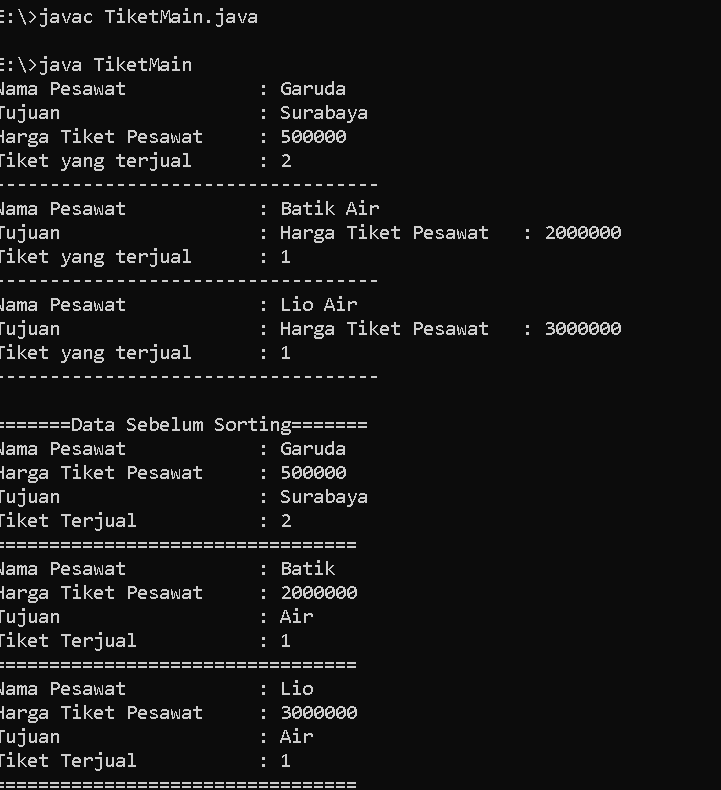 E:\>javac TiketMain.java
E:\>java TiketMain
Nama Pesawat : Garuda
Tujuan : Surabaya
Harga Tiket Pesawat : 500000
Tiket yang terjual : 2
-----------------------------------
Nama Pesawat : Batik Air
Tujuan : Harga Tiket Pesawat : 2000000
Tiket yang terjual : 1
-----------------------------------
Nama Pesawat : Lio Air
Tujuan : Harga Tiket Pesawat : 3000000
Tiket yang terjual : 1
-----------------------------------
=======Data Sebelum Sorting=======
Nama Pesawat : Garuda
Harga Tiket Pesawat : 500000
Tujuan : Surabaya
Tiket Terjual : 2
=================================
Nama Pesawat : Batik
Harga Tiket Pesawat : 2000000
Tujuan : Air
Tiket Terjual : 1
=================================
Nama Pesawat : Lio
Harga Tiket Pesawat : 3000000
Tujuan : Air
Tiket Terjual : 1
=================================